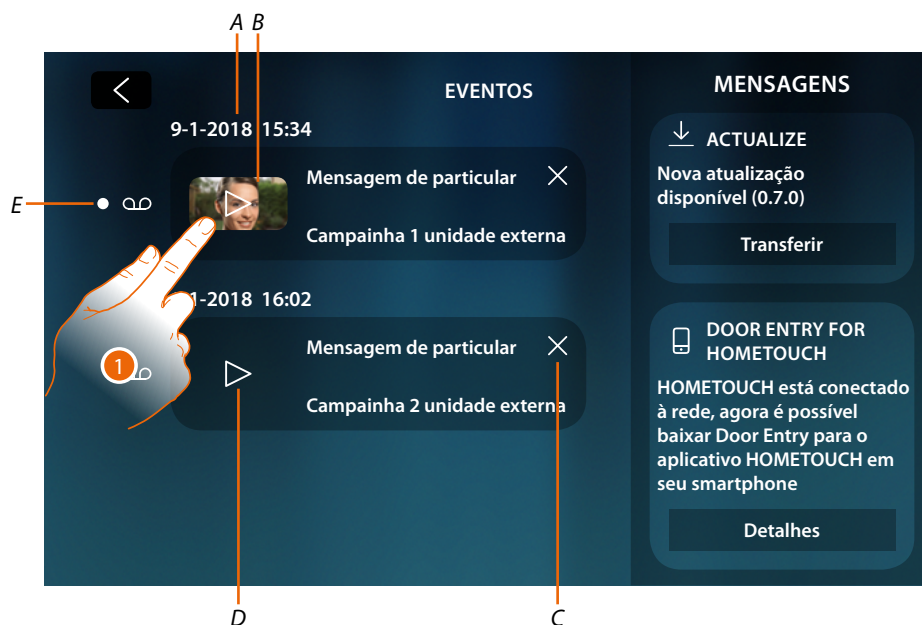 A B
EVENTOS
9-1-2018 15:34
Mensagem de particular
Campainha 1 unidade externa
E
1-2018 16:02
1
Mensagem de particular
Campainha 2 unidade externa
D
C
MENSAGENS
ACTUALIZE
Nova atualização
disponível (0.7.0)
Transferir
DOOR ENTRY FOR
HOMETOUCH
HOMETOUCH está conectado
à rede, agora é possível
baixar Door Entry para o
aplicativo HOMETOUCH em
seu smartphone
Detalhes